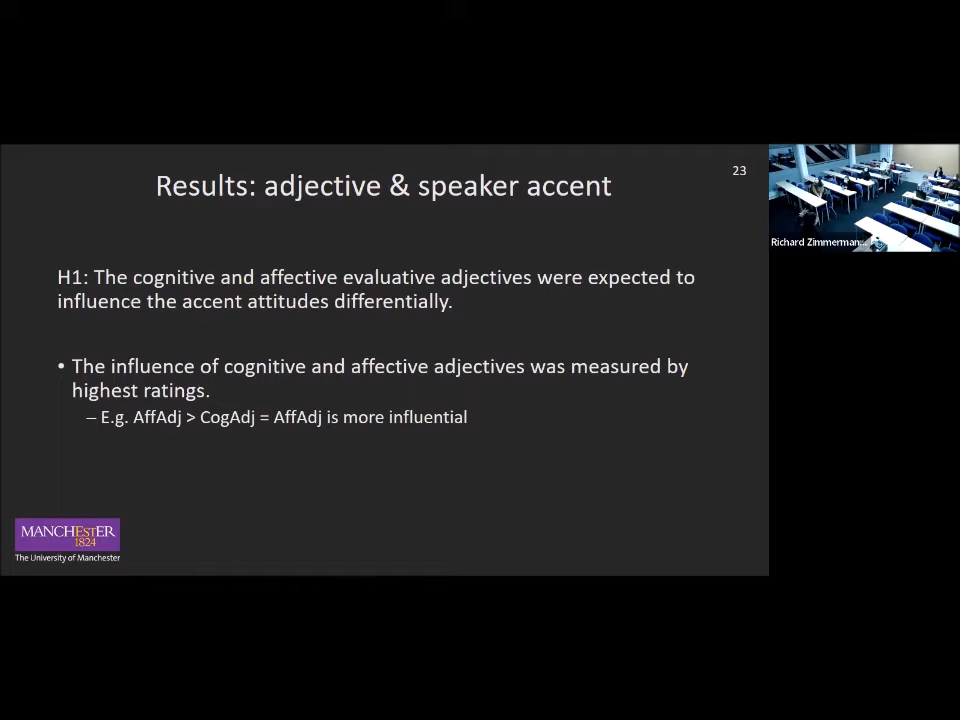 Results: adjective & speaker accent
23
H1: The cognitive and affective evaluative adjectives were expected to
influence the accent attitudes differentially.
• The influence of cognitive and affective adjectives was measured by
highest ratings.
– E.g. AffAdj > CogAdj = AffAdj is more influential
MANCHESTER
1824
The University of Manchester
Richard Zimmerman...